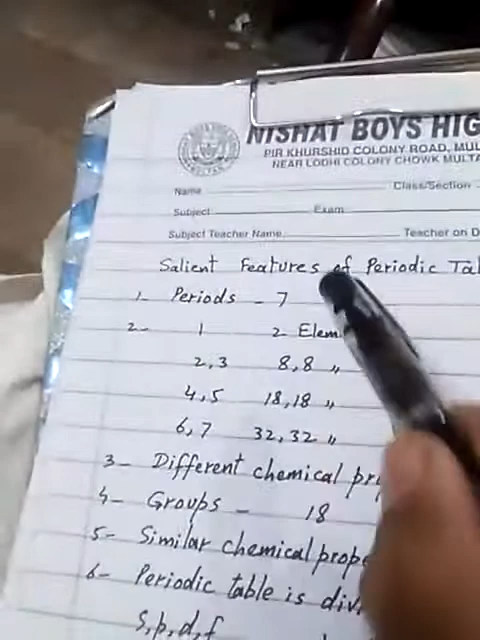 NISHAT BOYS HIG
PIR KHURSHID COLONY ROAD, MUL
NEAR LODHI COLONY CHOWK MULTA
Name Class/Section
Subject Exam
Subject Teacher Name Teacher on D
Salient Features of Periodic Ta
1- Periods - 7
2- 1 2 Elem
2,3 8,8 "
4,5 18,18 "
6,7 32,32 "
3- Different chemical pr
4- Groups - 18
5- Similar chemical prope
6- Periodic table is div
s,p,d,f